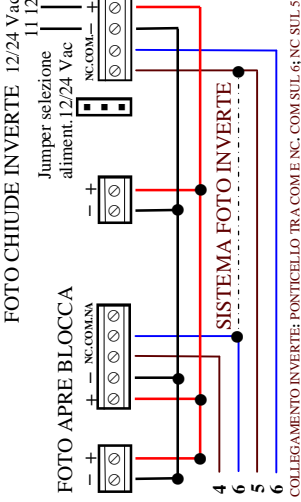 FOTO CHIUDE INVERTE 12/24 Vac
11 12
Jumper selezione
aliment.12/24 Vac
NC.COM.− +
− +
SISTEMA FOTO INVERTE
FOTO APRE BLOCCA
+ − NC.COM.NA
− +
4
6
5
6
COLLEGAMENTO INVERTE: PONTICELLO TRA COM E NC. COM SUL 6; NC SUL 5